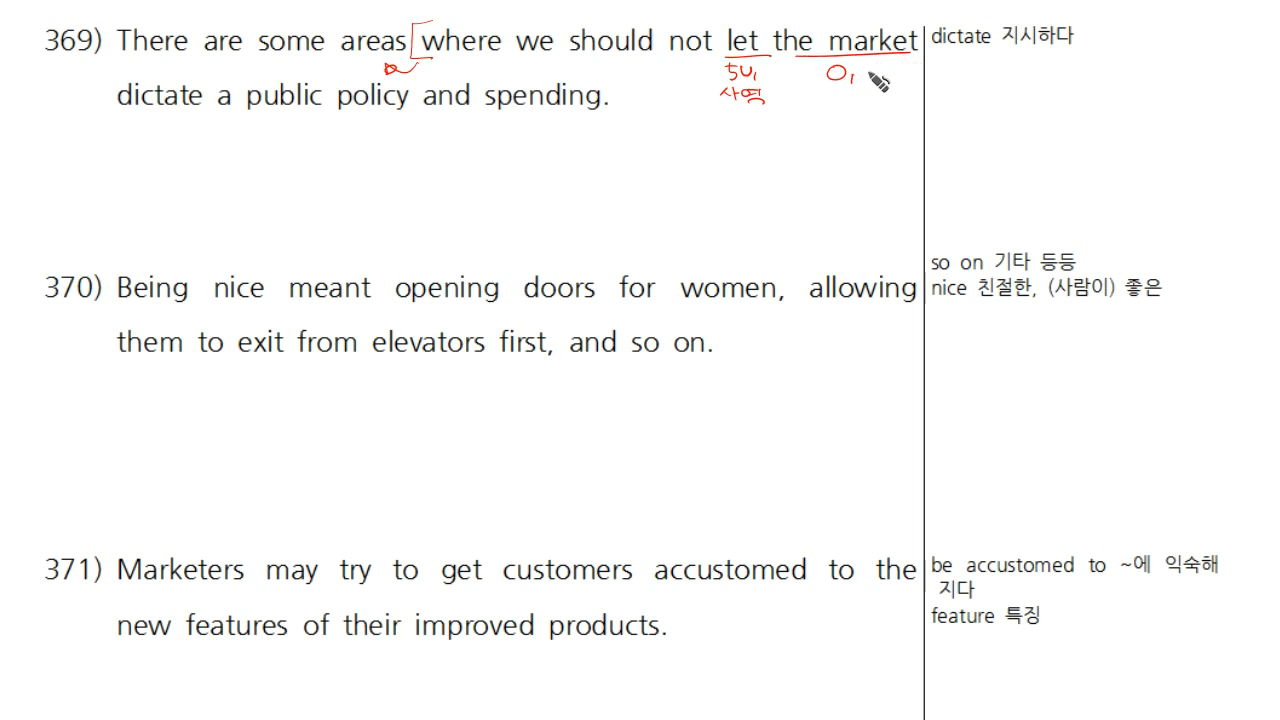 369) There are some areas where we should not let the market
dictate a public policy and spending.
dictate 지시하다
5V,
사역
O,
370) Being nice meant opening doors for women, allowing
them to exit from elevators first, and so on.
so on 기타 등등
nice 친절한, (사람이) 좋은
371) Marketers may try to get customers accustomed to the
new features of their improved products.
be accustomed to ~에 익숙해
지다
feature 특징